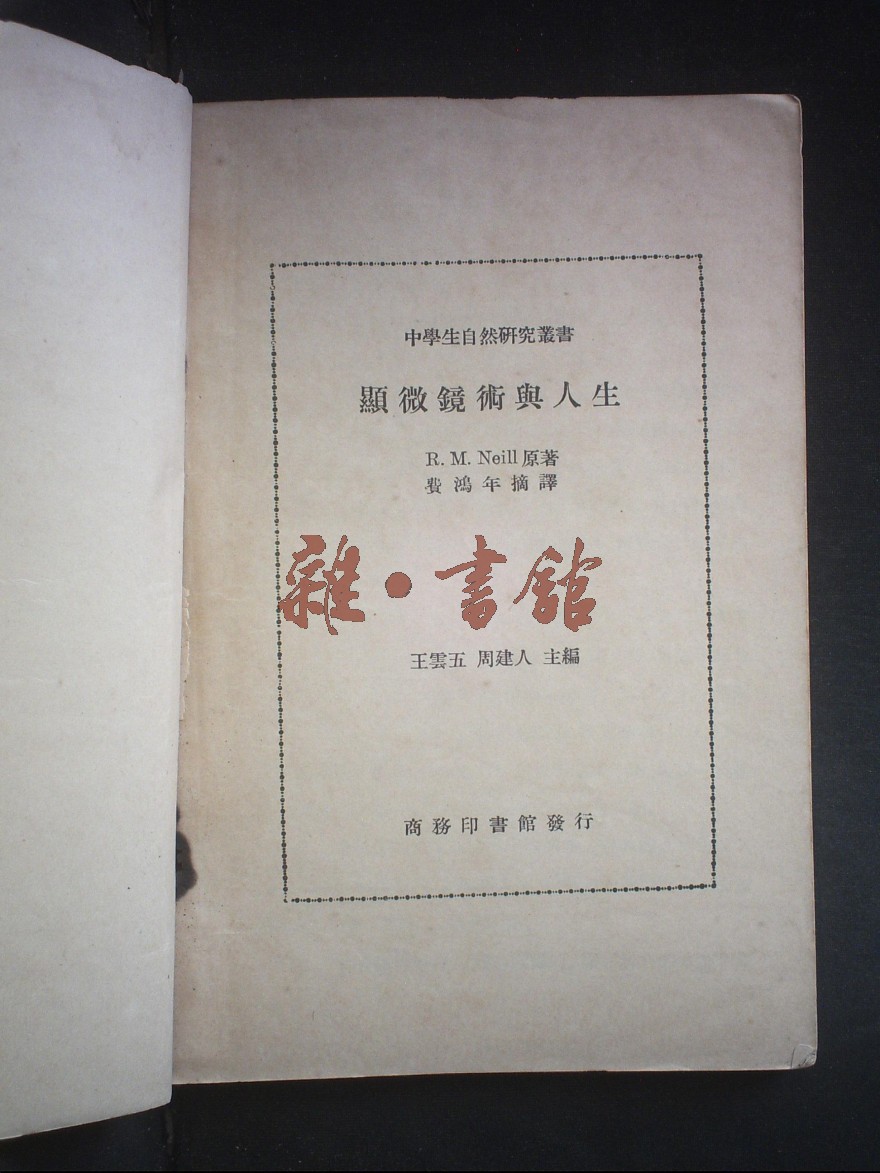 中學生自然研究叢書
顯微鏡術與人生
R. M. Neill 原著
費鴻年摘譯
雜·書館
王雲五 周建人 主編
商務印書館發行